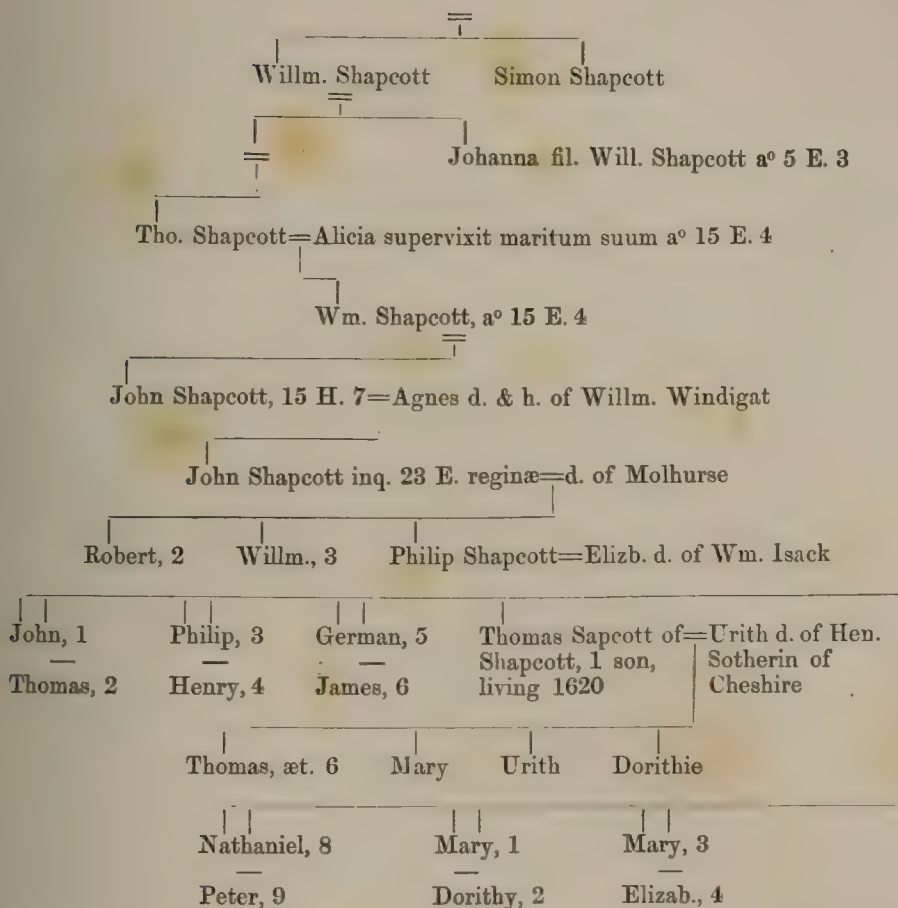 Willm. Shapcott Simon Shapcott
Johanna fil. Will. Shapcott aº 5 E. 3
Tho. Shapcott=Alicia supervixit maritum suum aº 15 E. 4
Wm. Shapcott, aº 15 E. 4
John Shapcott, 15 H. 7=Agnes d. & h. of Willm. Windigat
John Shapcott inq. 23 E. reginæ=d. of Molhurse
Robert, 2 Willm., 3 Philip Shapcott=Elizb. d. of Wm. Isack
John, 1 Philip, 3 German, 5 Thomas Sapcott of=Urith d. of Hen.
Shapcott, 1 son, Sotherin of
Thomas, 2 Henry, 4 James, 6 living 1620 Cheshire
Thomas, æt. 6 Mary Urith Dorithie
Nathaniel, 8 Mary, 1 Mary, 3
Peter, 9 Dorithy, 2 Elizab., 4